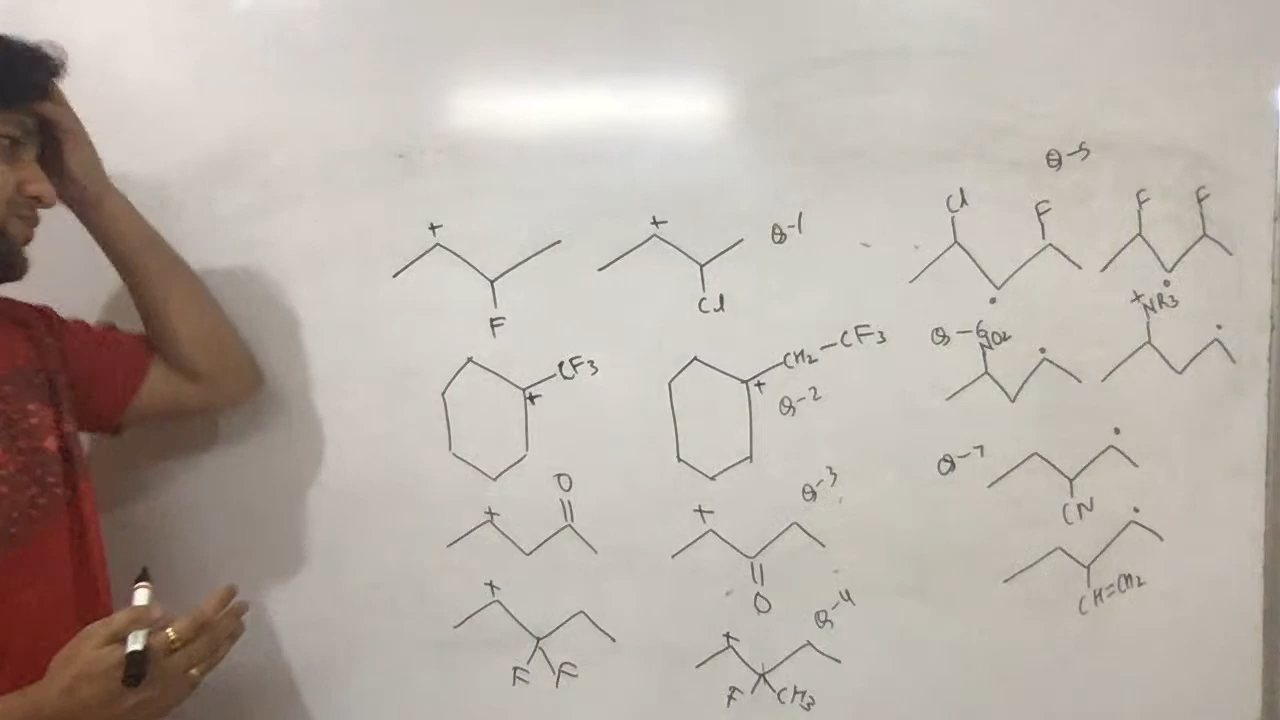 +
F
+
Cl
Q-1
CF3
+
CH2-CF3
+
Q-2
O
+
+
O
Q-3
+
F F
+
F CH3
Q-4
Q-5
Cl F
F F
Q-6
NO2
+NR3
Q-7
CN
CH=CH2